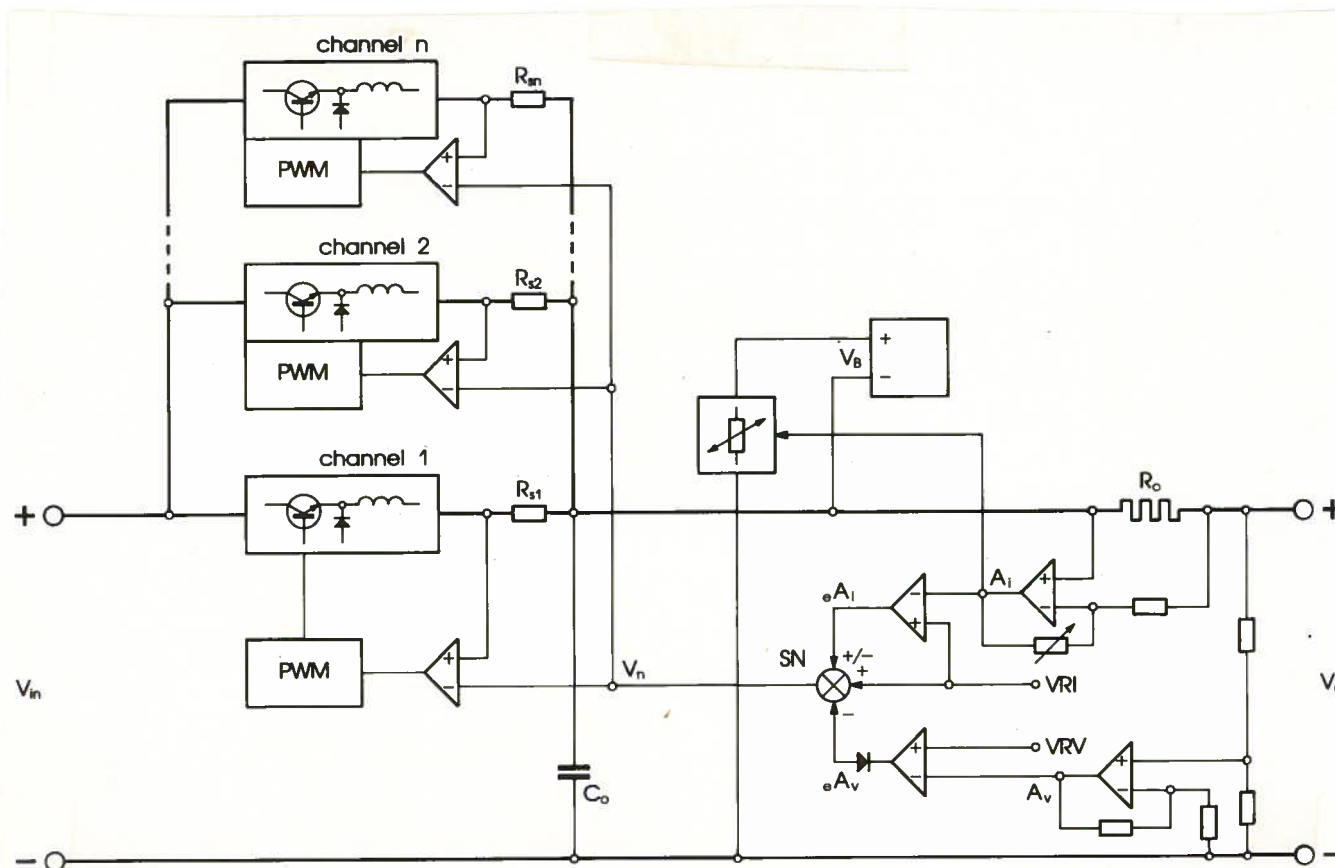 channel n
Rsn
+
−
PWM
channel 2
Rs2
+
−
PWM
VB
+
−
channel 1
Rs1
Ro
+
+
Ai
+
−
eAI
−
+
SN
+/−
+
PWM
+
−
Vn
VRI
Vin
−
VRV
+
−
eAv
Av
+
−
Co
−
−